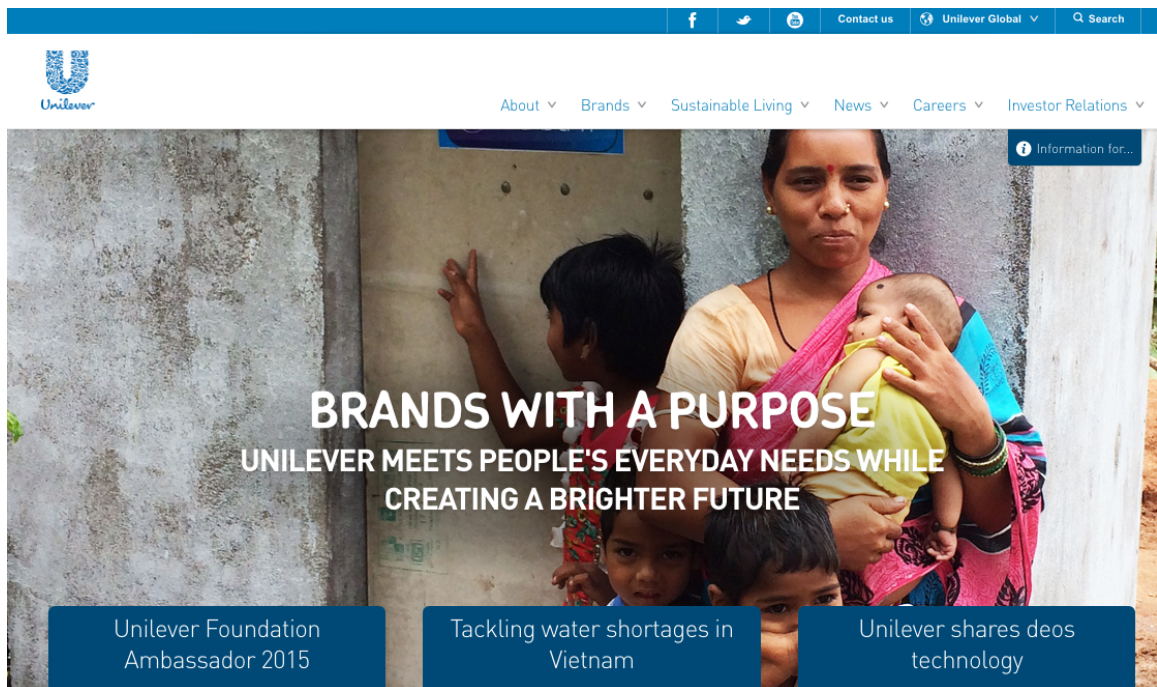 Contact us
Unilever Global
Search
Unilever
About
Brands
Sustainable Living
News
Careers
Investor Relations
Information for...
BRANDS WITH A PURPOSE
UNILEVER MEETS PEOPLE'S EVERYDAY NEEDS WHILE
CREATING A BRIGHTER FUTURE
Unilever Foundation
Ambassador 2015
Tackling water shortages in
Vietnam
Unilever shares deos
technology